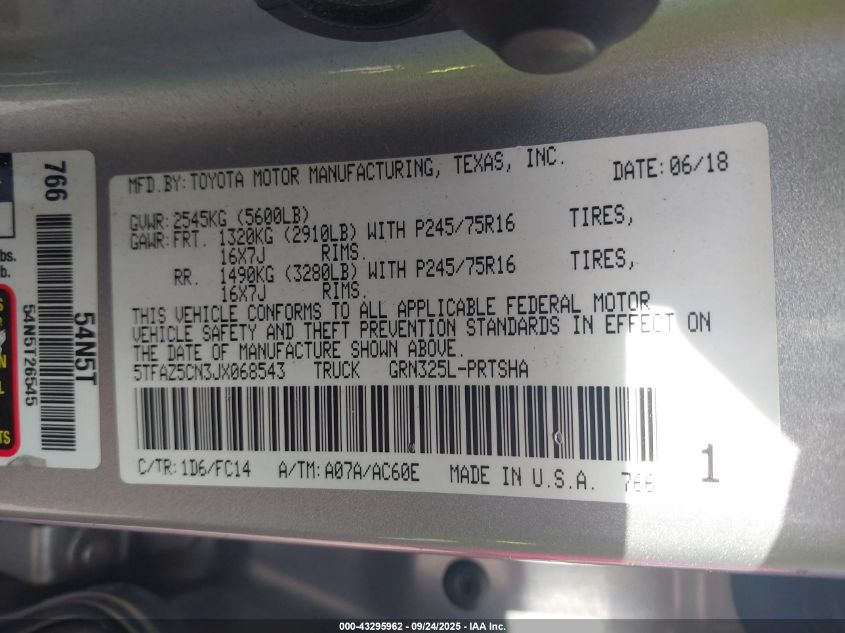 MFD.BY:TOYOTA MOTOR MANUFACTURING, TEXAS, INC. DATE:06/18
GVWR:2545KG (5600LB)
GAWR:FRT. 1320KG (2910LB) WITH P245/75R16 TIRES,
16X7J RIMS.
RR. 1490KG (3280LB) WITH P245/75R16 TIRES,
16X7J RIMS.
THIS VEHICLE CONFORMS TO ALL APPLICABLE FEDERAL MOTOR
VEHICLE SAFETY AND THEFT PREVENTION STANDARDS IN EFFECT ON
THE DATE OF MANUFACTURE SHOWN ABOVE.
5TFAZ5CN3JX068543 TRUCK GRN325L-PRTSHA
C/TR:1D6/FC14 A/TM:A07A/AC60E MADE IN U.S.A. 766
1
766
54N5T
54N5T26545
bs.
b.
000-43295962 - 09/24/2025 - IAA Inc.